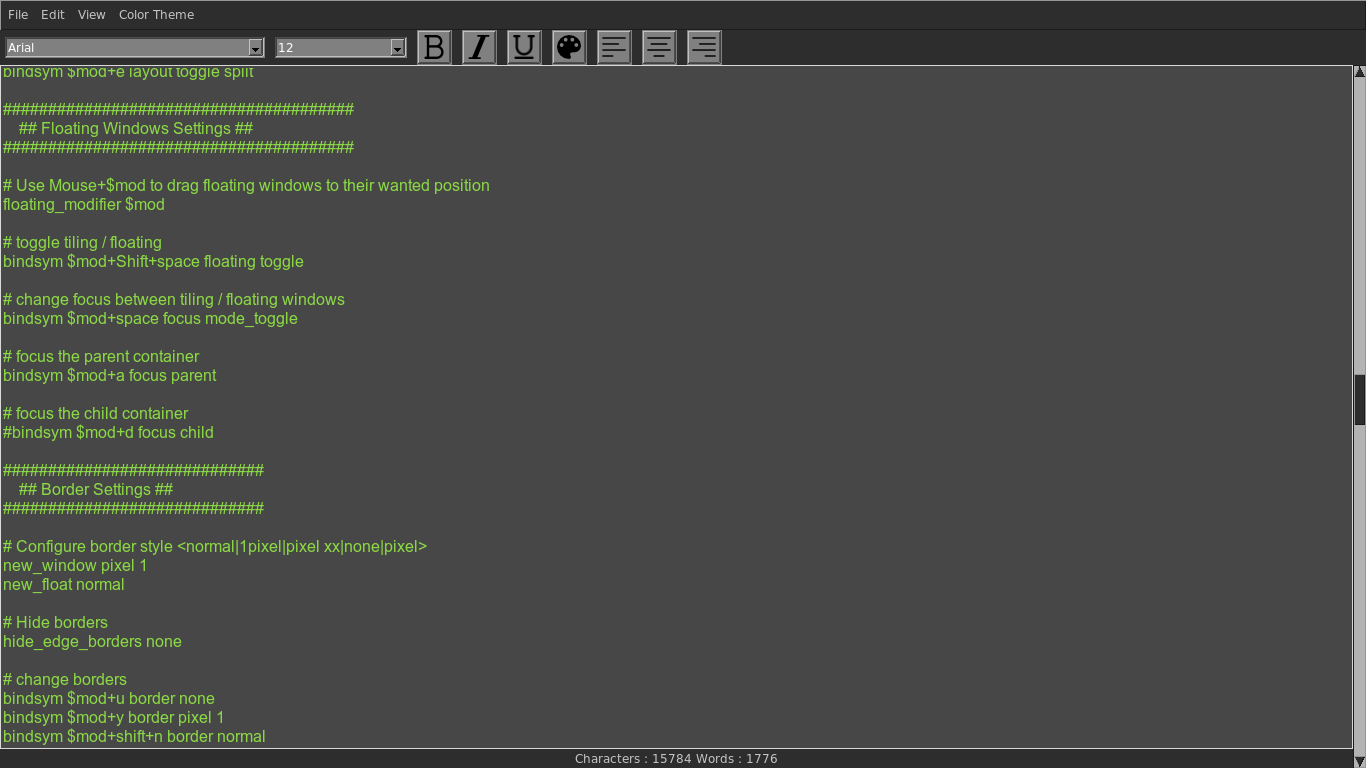 File Edit View Color Theme
Arial 12 B I U
bindsym $mod+e layout toggle split
#######################################
## Floating Windows Settings ##
#######################################
# Use Mouse+$mod to drag floating windows to their wanted position
floating_modifier $mod
# toggle tiling / floating
bindsym $mod+Shift+space floating toggle
# change focus between tiling / floating windows
bindsym $mod+space focus mode_toggle
# focus the parent container
bindsym $mod+a focus parent
# focus the child container
#bindsym $mod+d focus child
#############################
## Border Settings ##
#############################
# Configure border style <normal|1pixel|pixel xx|none|pixel>
new_window pixel 1
new_float normal
# Hide borders
hide_edge_borders none
# change borders
bindsym $mod+u border none
bindsym $mod+y border pixel 1
bindsym $mod+shift+n border normal
Characters : 15784 Words : 1776